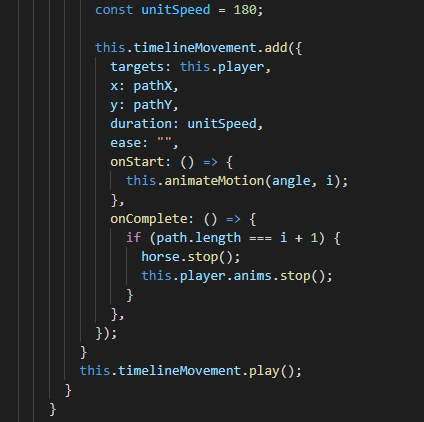 const unitSpeed = 180;
this.timelineMovement.add({
targets: this.player,
x: pathX,
y: pathY,
duration: unitSpeed,
ease: "",
onStart: () => {
this.animateMotion(angle, i);
},
onComplete: () => {
if (path.length === i + 1) {
horse.stop();
this.player.anims.stop();
}
},
});
}
this.timelineMovement.play();
}
}